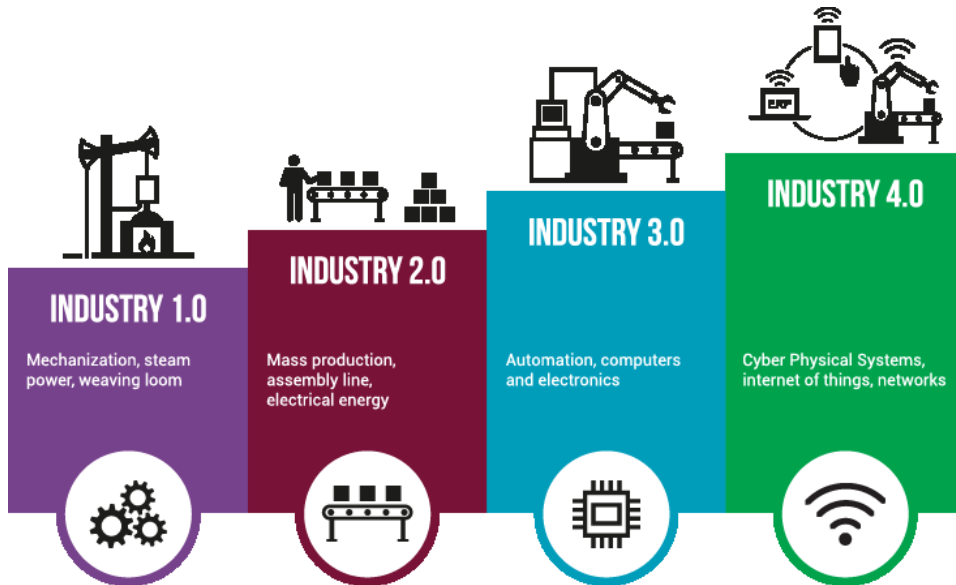 ERP
INDUSTRY 1.0
Mechanization, steam
power, weaving loom
INDUSTRY 2.0
Mass production,
assembly line,
electrical energy
INDUSTRY 3.0
Automation, computers
and electronics
INDUSTRY 4.0
Cyber Physical Systems,
internet of things, networks